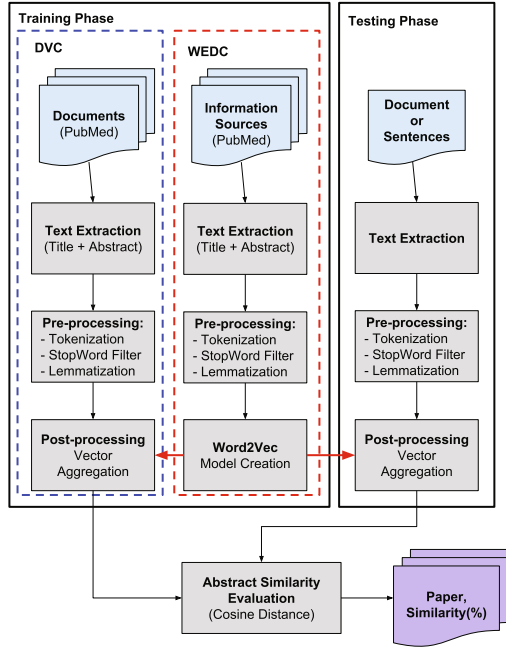 Training Phase
DVC
Documents
(PubMed)
Text Extraction
(Title + Abstract)
Pre-processing:
- Tokenization
- StopWord Filter
- Lemmatization
Post-processing
Vector
Aggregation
WEDC
Information
Sources
(PubMed)
Text Extraction
(Title + Abstract)
Pre-processing:
- Tokenization
- StopWord Filter
- Lemmatization
Word2Vec
Model Creation
Testing Phase
Document
or
Sentences
Text Extraction
Pre-processing:
- Tokenization
- StopWord Filter
- Lemmatization
Post-processing
Vector
Aggregation
Abstract Similarity
Evaluation
(Cosine Distance)
Paper,
Similarity(%)